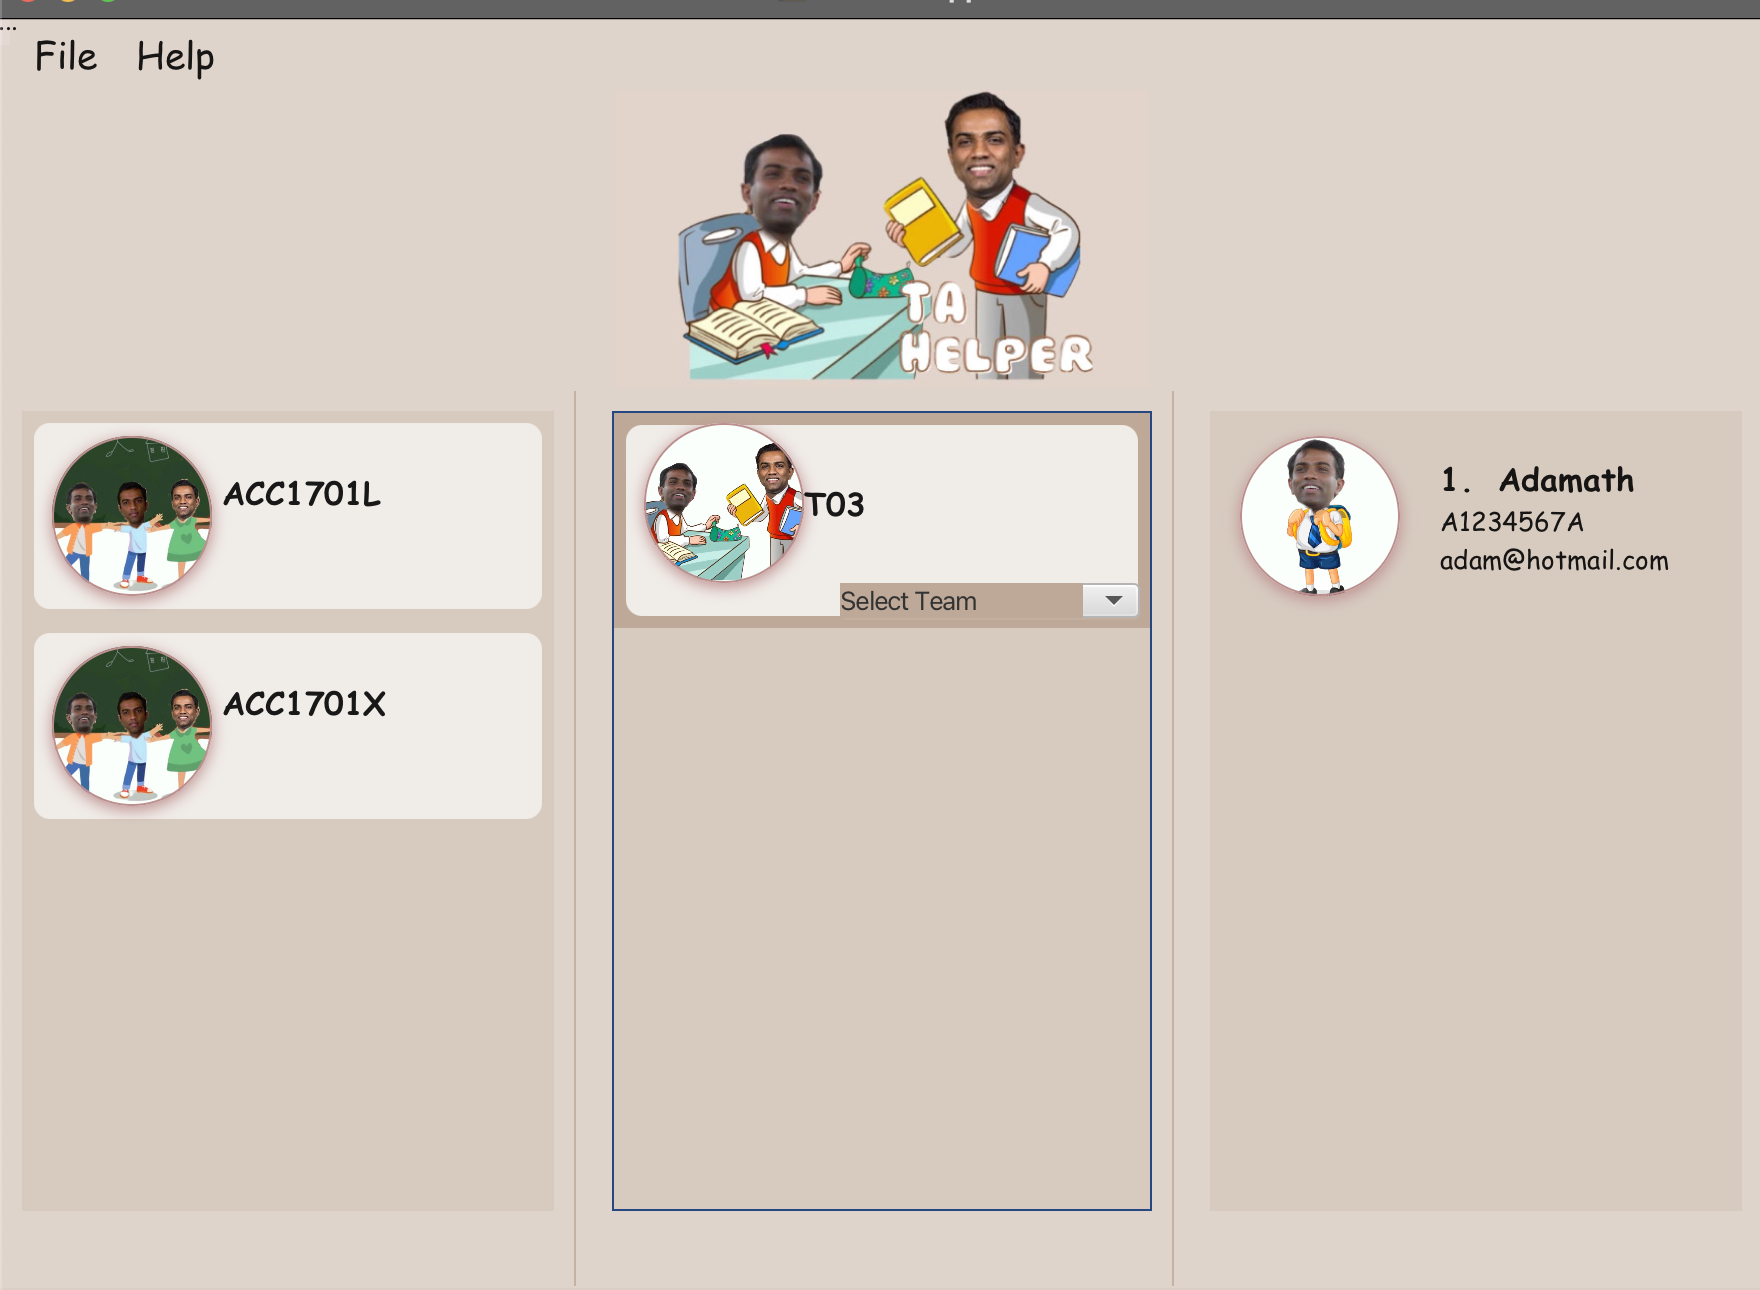 File Help
TA
HELPER
ACC1701L
ACC1701X
T03
Select Team
1. Adamath
A1234567A
adam@hotmail.com